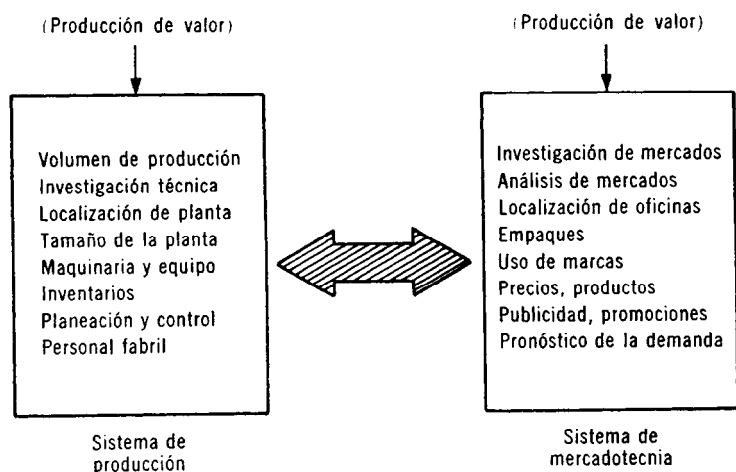 (Producción de valor)
Volumen de producción
Investigación técnica
Localización de planta
Tamaño de la planta
Maquinaria y equipo
Inventarios
Planeación y control
Personal fabril
Sistema de
producción
(Producción de valor)
Investigación de mercados
Análisis de mercados
Localización de oficinas
Empaques
Uso de marcas
Precios, productos
Publicidad, promociones
Pronóstico de la demanda
Sistema de
mercadotecnia